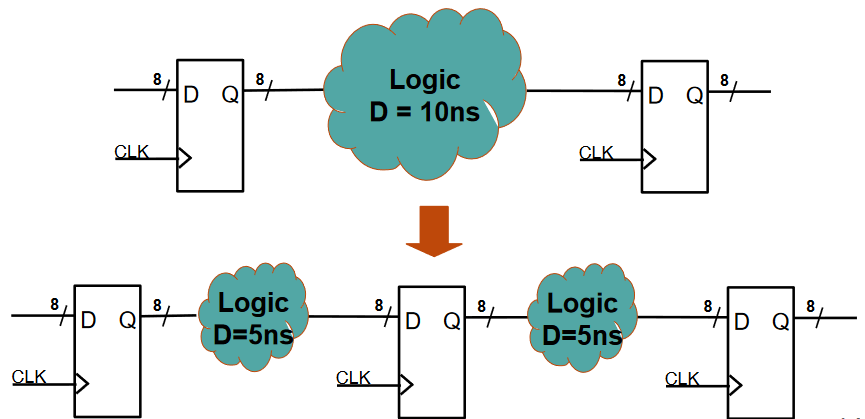 8 8 8 8
Logic
D Q D = 10ns D Q
CLK CLK
8 8 8 8 8 8
Logic Logic
D Q D=5ns D Q D=5ns D Q
CLK CLK CLK